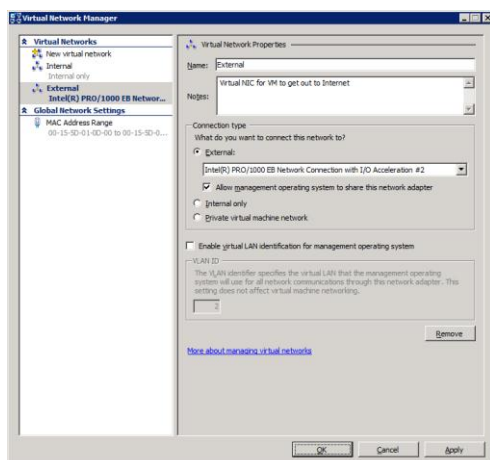 Virtual Network Manager
Virtual Networks
New virtual network
Internal
Internal only
External
Intel(R) PRO/1000 EB Networ...
Global Network Settings
MAC Address Range
00-15-5D-01-0D-00 to 00-15-5D-0...
Virtual Network Properties
Name: External
Notes: Virtual NIC for VM to get out to Internet
Connection type
What do you want to connect this network to?
External:
Intel(R) PRO/1000 EB Network Connection with I/O Acceleration #2
Allow management operating system to share this network adapter
Internal only
Private virtual machine network
Enable virtual LAN identification for management operating system
VLAN ID
The VLAN identifier specifies the virtual LAN that the management operating
system will use for all network communications through this network adapter. This
setting does not affect virtual machine networking.
2
Remove
More about managing virtual networks
OK Cancel Apply